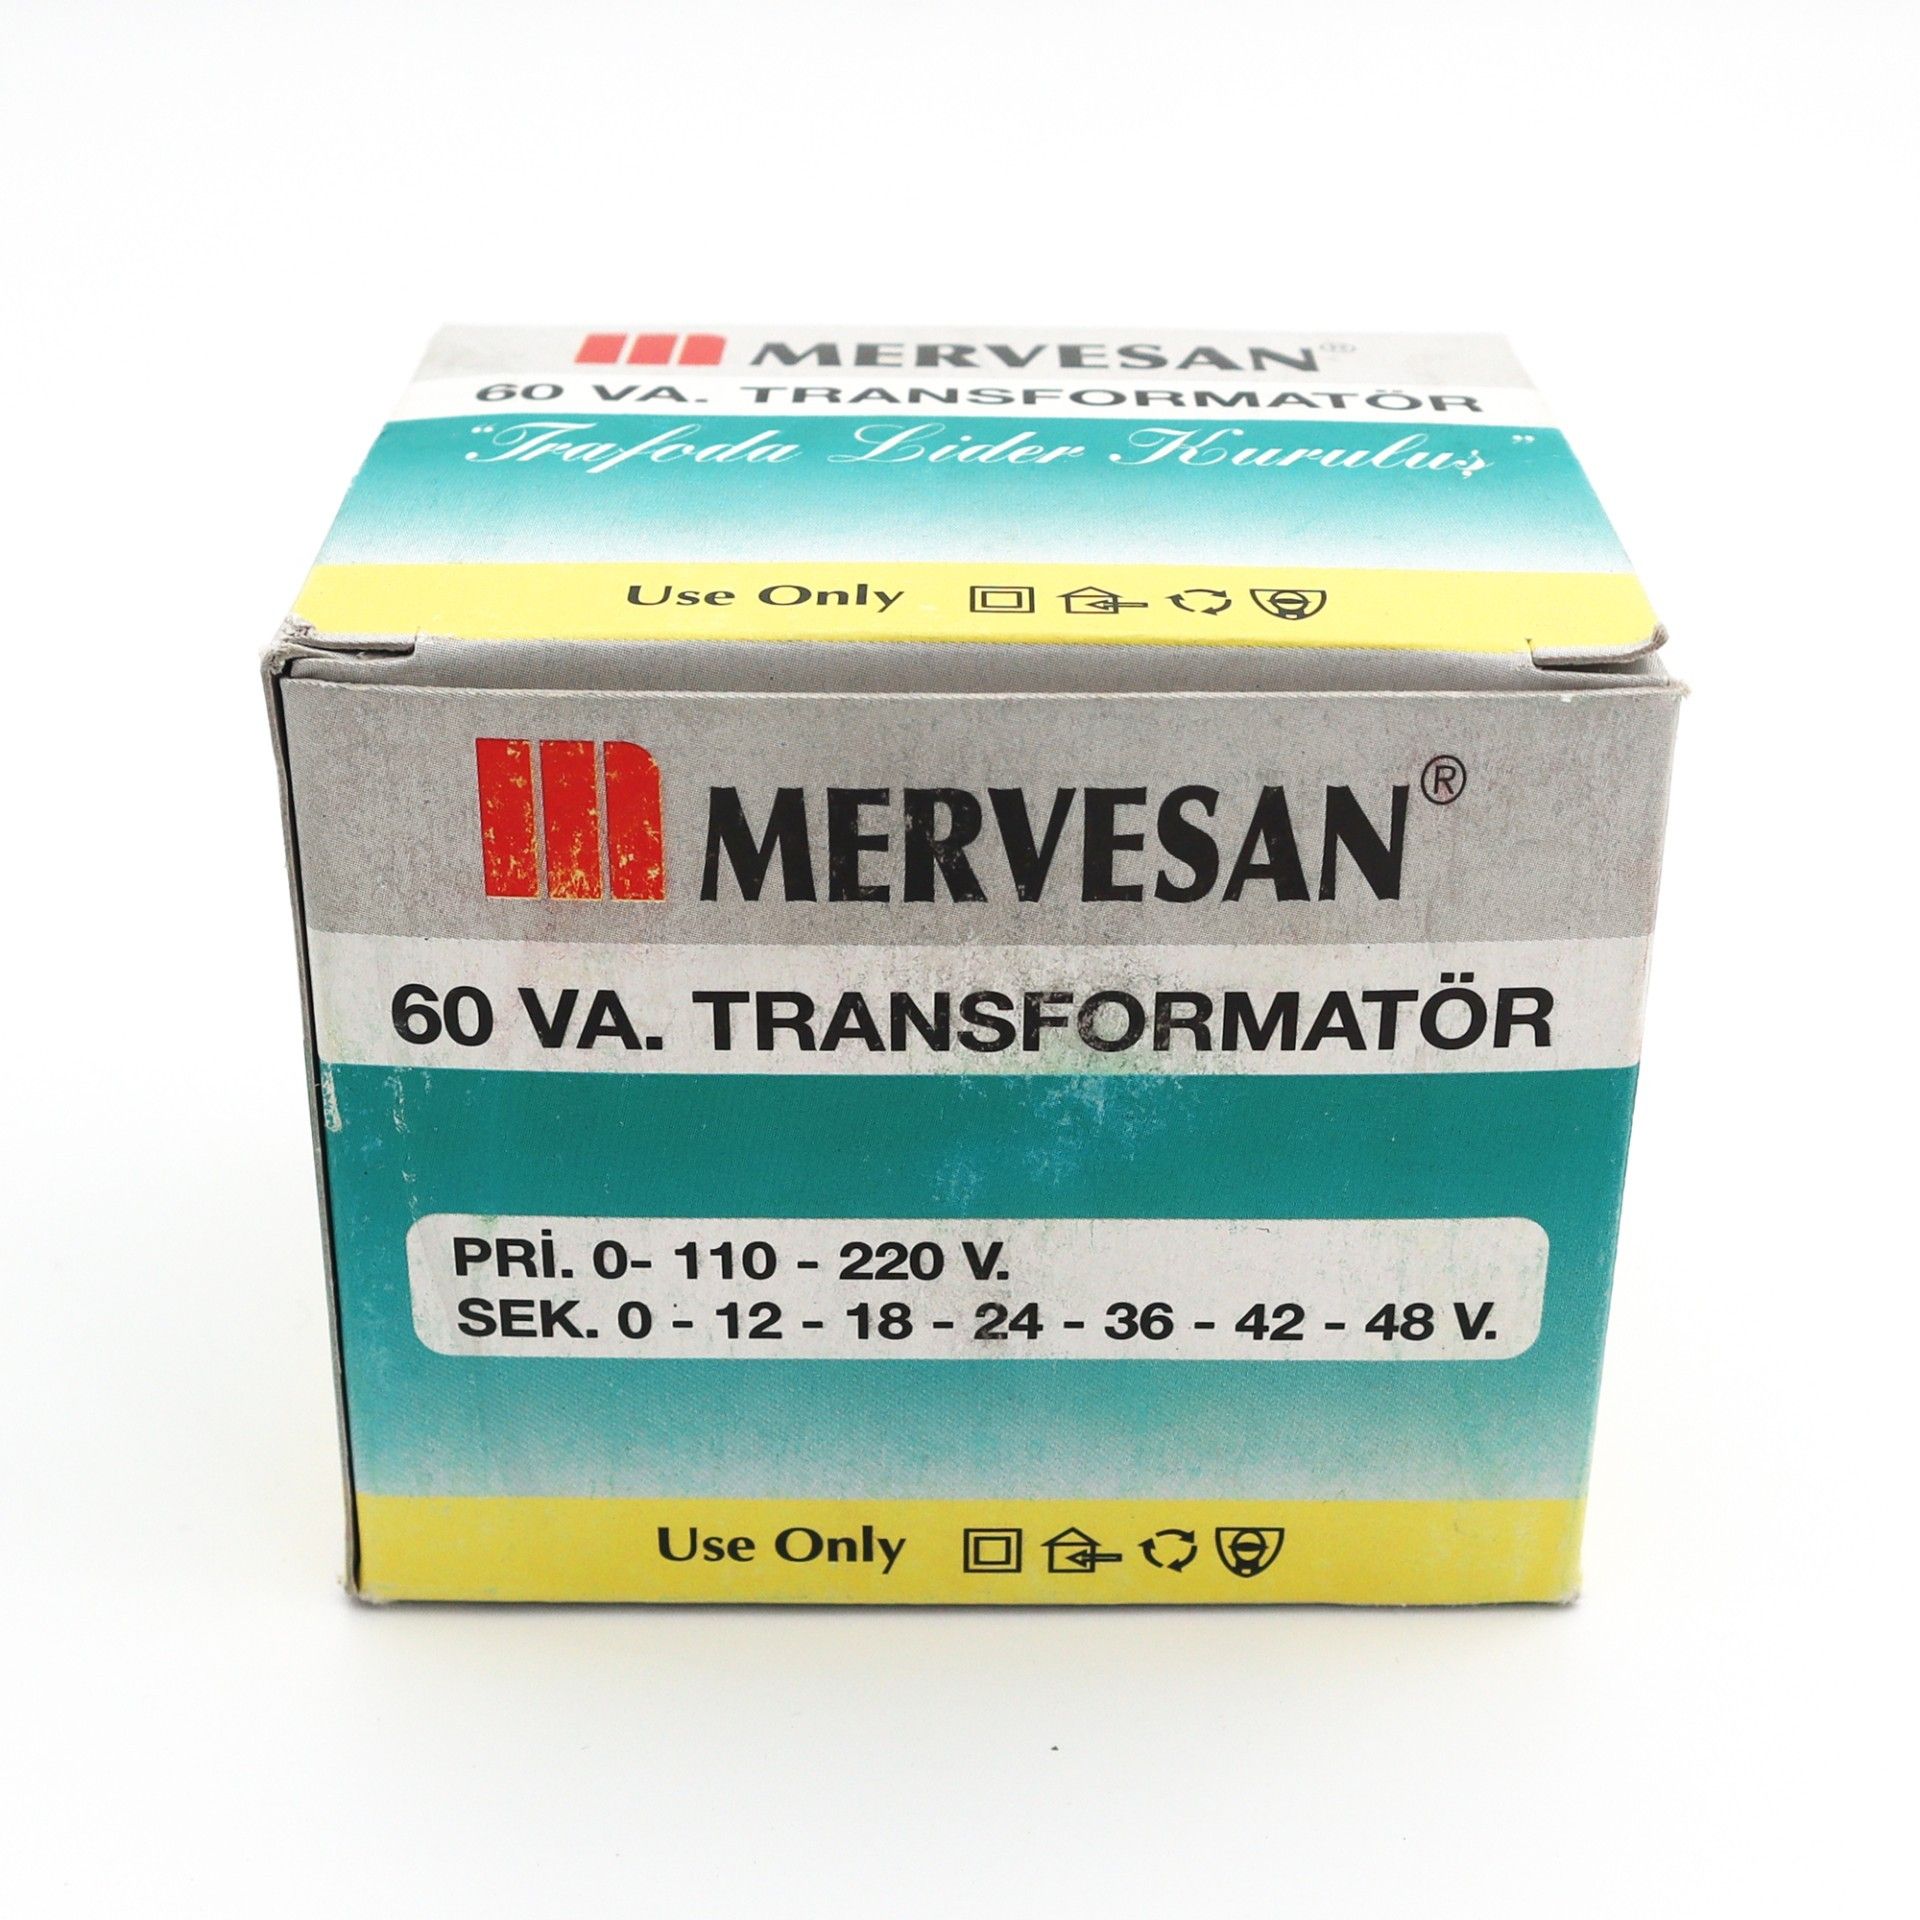 MERVESAN®
60 VA. TRANSFORMATÖR
“Trafoda Lider Kuruluş”
Use Only
MERVESAN®
60 VA. TRANSFORMATÖR
PRİ. 0- 110 - 220 V.
SEK. 0 - 12 - 18 - 24 - 36 - 42 - 48 V.
Use Only